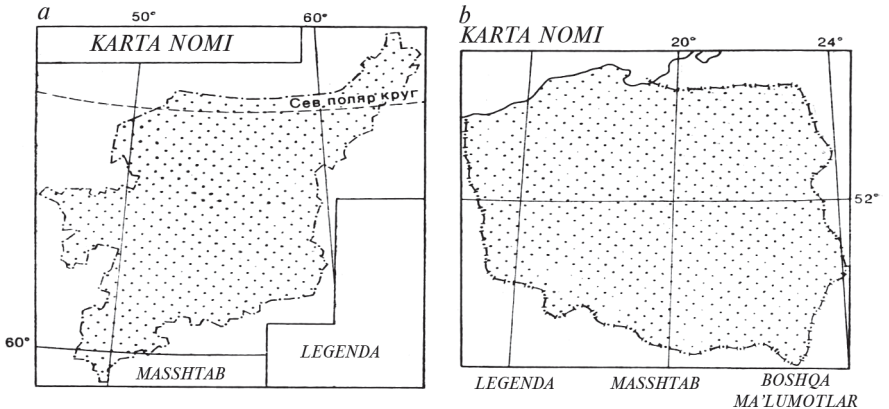 a
50°
60°
KARTA NOMI
Сев. поляр круг
60°
LEGENDA
MASSHTAB
b
KARTA NOMI
20°
24°
52°
LEGENDA
MASSHTAB
BOSHQA
MA'LUMOTLAR